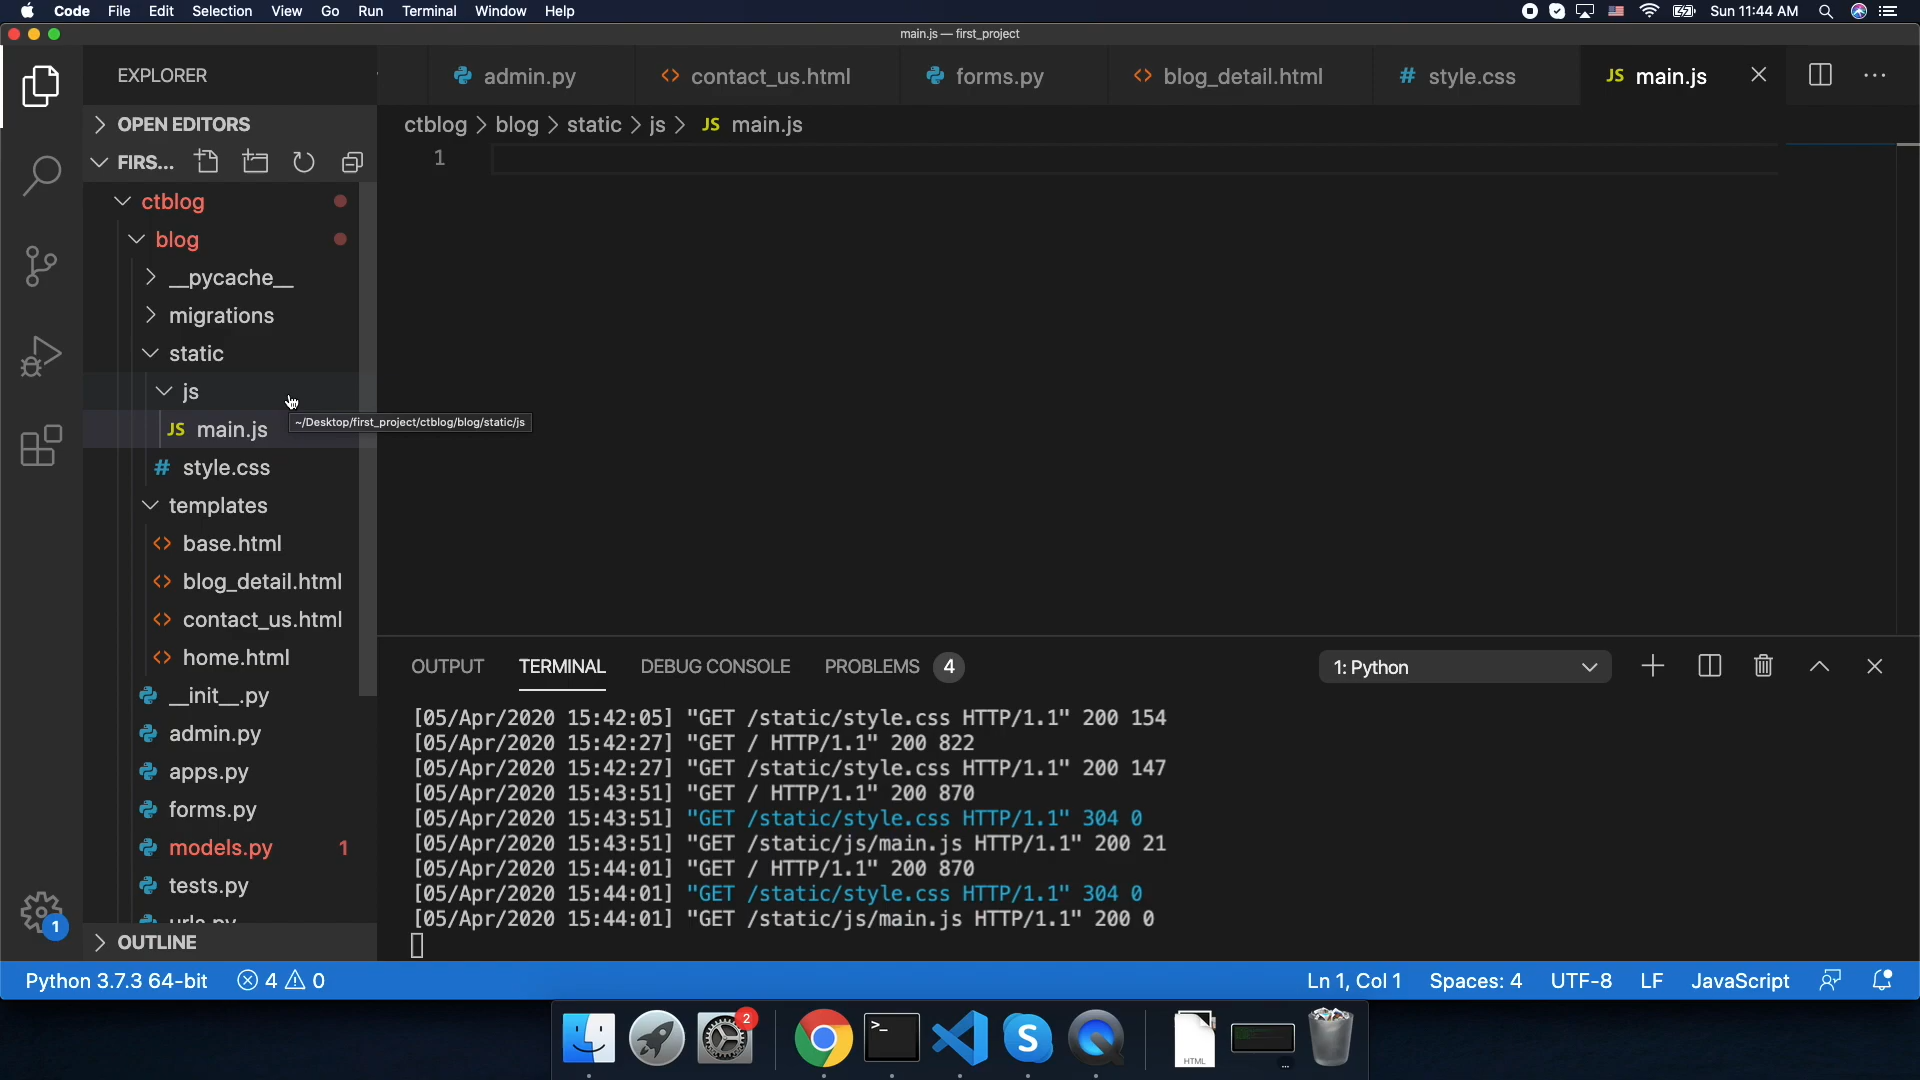 Code File Edit Selection View Go Run Terminal Window Help Sun 11:44 AM
main.js — first_project
EXPLORER admin.py contact_us.html forms.py blog_detail.html style.css JS main.js
OPEN EDITORS
ctblog > blog > static > js > JS main.js
FIRS...
1
ctblog
blog
__pycache__
migrations
static
js
~/Desktop/first_project/ctblog/blog/static/js
JS main.js
# style.css
templates
base.html
blog_detail.html
contact_us.html
home.html
__init__.py
admin.py
apps.py
forms.py
models.py 1
tests.py
urls.py
OUTLINE
OUTPUT TERMINAL DEBUG CONSOLE PROBLEMS 4 1: Python
[05/Apr/2020 15:42:05] "GET /static/style.css HTTP/1.1" 200 154
[05/Apr/2020 15:42:27] "GET / HTTP/1.1" 200 822
[05/Apr/2020 15:42:27] "GET /static/style.css HTTP/1.1" 200 147
[05/Apr/2020 15:43:51] "GET / HTTP/1.1" 200 870
[05/Apr/2020 15:43:51] "GET /static/style.css HTTP/1.1" 304 0
[05/Apr/2020 15:43:51] "GET /static/js/main.js HTTP/1.1" 200 21
[05/Apr/2020 15:44:01] "GET / HTTP/1.1" 200 870
[05/Apr/2020 15:44:01] "GET /static/style.css HTTP/1.1" 304 0
[05/Apr/2020 15:44:01] "GET /static/js/main.js HTTP/1.1" 200 0
1
Python 3.7.3 64-bit 4 0 Ln 1, Col 1 Spaces: 4 UTF-8 LF JavaScript
2
HTML